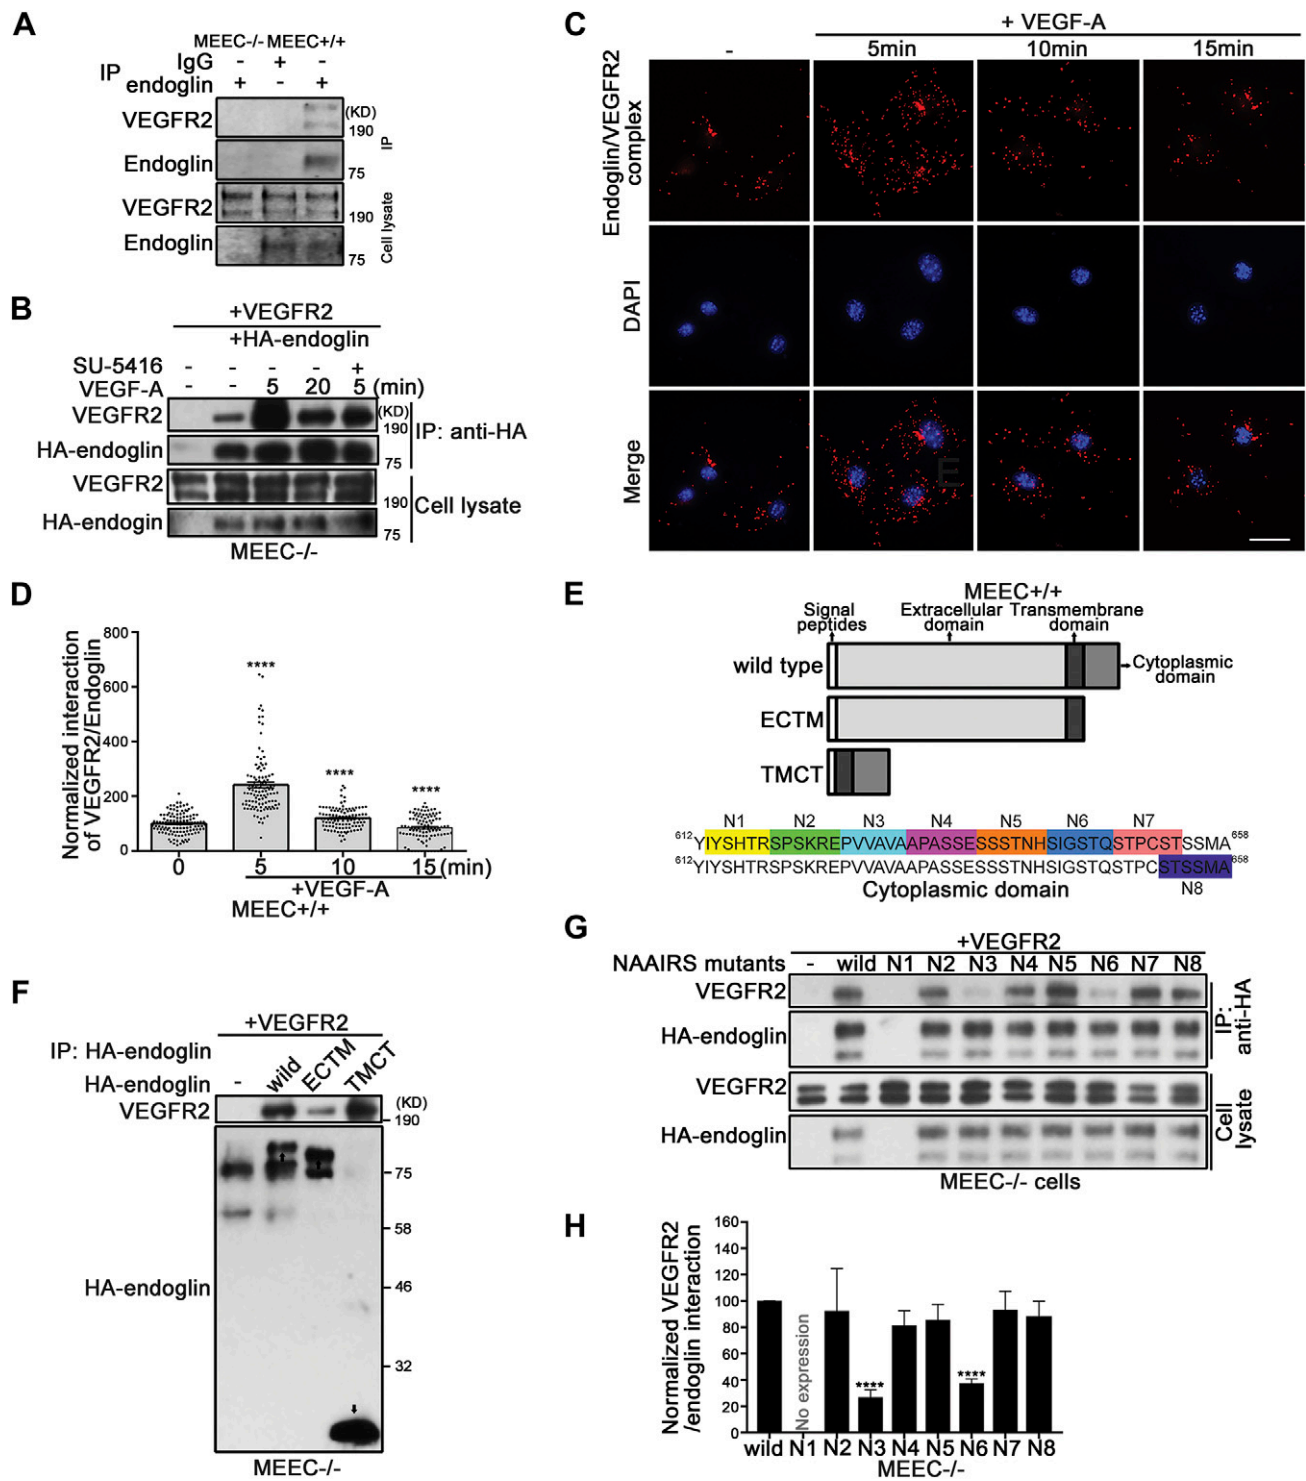 A
MEEC-/- MEEC+/+
IgG - + -
IP endoglin + - +
VEGFR2
(KD)
190
Endoglin
75
IP
VEGFR2
190
Endoglin
75
Cell lysate
B
+VEGFR2
+HA-endoglin
SU-5416 - - - - +
VEGF-A - - 5 20 5 (min)
VEGFR2
(KD)
190
HA-endoglin
75
IP: anti-HA
VEGFR2
190
HA-endogin
75
Cell lysate
MEEC-/-
C
+ VEGF-A
- 5min 10min 15min
Endoglin/VEGFR2
complex
DAPI
Merge
E
MEEC+/+
D
Normalized interaction
of VEGFR2/Endoglin
800
600
400
200
0
****
****
****
0 5 10 15 (min)
+VEGF-A
MEEC+/+
E
Signal
peptides
Extracellular
domain
Transmembrane
domain
wild type
Cytoplasmic
domain
ECTM
TMCT
N1 N2 N3 N4 N5 N6 N7
612 YIYSHTRSPSKREPVVAVAAPASSESSSTNHSIGSTQSTPCSTSSMA 658
612 YIYSHTRSPSKREPVVAVAAPASSESSSTNHSIGSTQSTPCSTSSMA 658
Cytoplasmic domain
N8
F
+VEGFR2
IP: HA-endoglin
HA-endoglin - wild ECTM TMCT
VEGFR2
(KD)
190
75
58
HA-endoglin
46
32
MEEC-/-
G
+VEGFR2
NAAIRS mutants - wild N1 N2 N3 N4 N5 N6 N7 N8
VEGFR2
HA-endoglin
IP:
anti-HA
VEGFR2
HA-endoglin
Cell
lysate
MEEC-/- cells
H
Normalized VEGFR2
/endoglin interaction
160
140
120
100
80
60
40
20
0
No expression
****
****
wild N1 N2 N3 N4 N5 N6 N7 N8
MEEC-/-